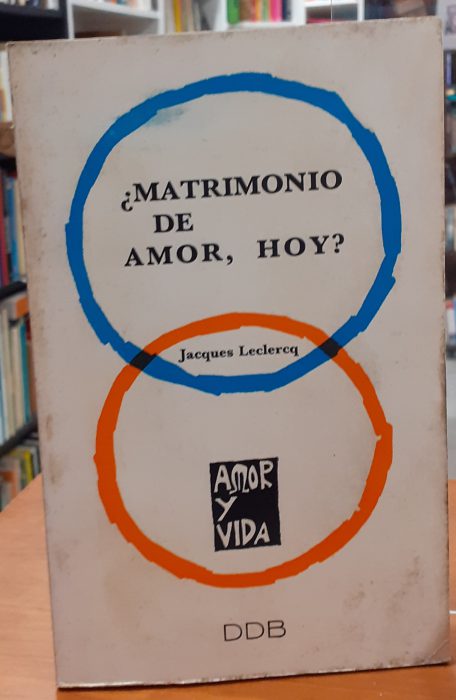 ¿MATRIMONIO
DE
AMOR, HOY?
Jacques Leclercq
AMOR
Y
VIDA
DDB